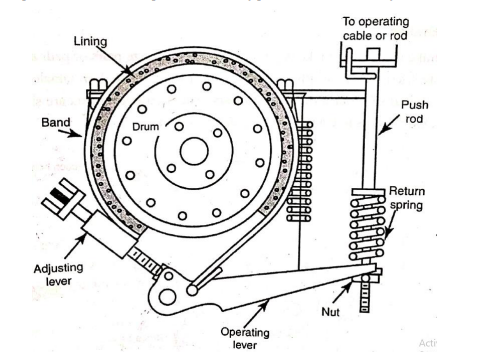 To operating
cable or rod
Lining
Push
rod
Band
Drum
Return
spring
Adjusting
lever
Nut
Operating
lever
Acti